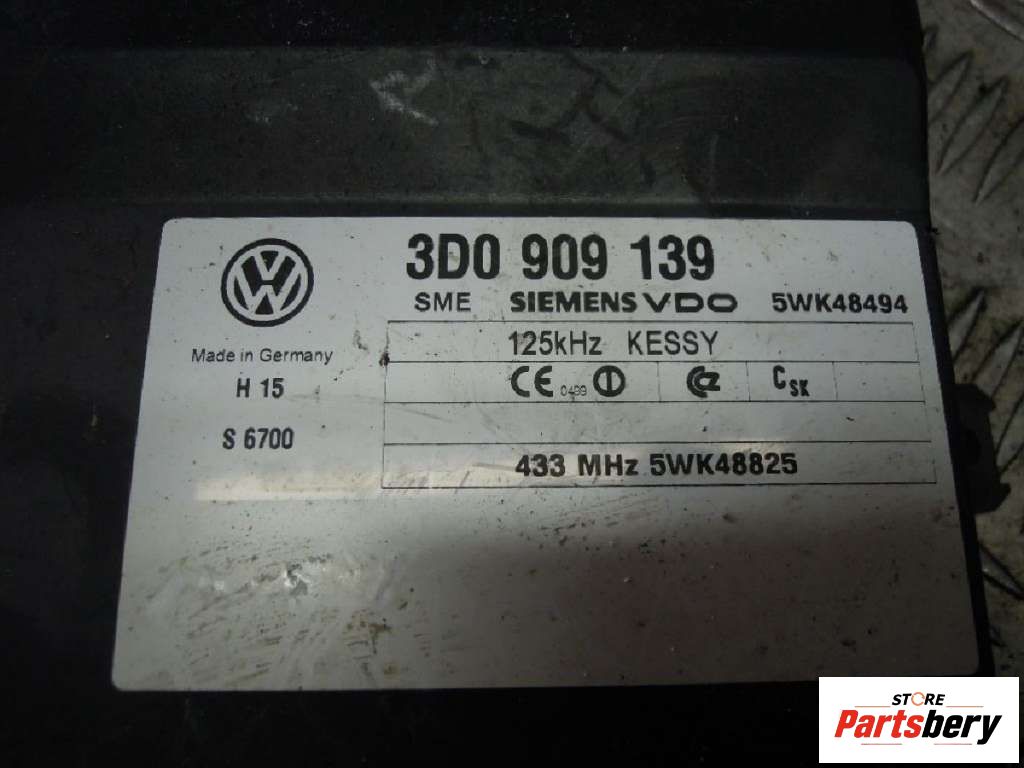 3D0 909 139
SME SIEMENS VDO 5WK48494
Made in Germany
H 15
S 6700
125kHz KESSY
CE 0499 CSK
433 MHz 5WK48825
STORE
Partsbery